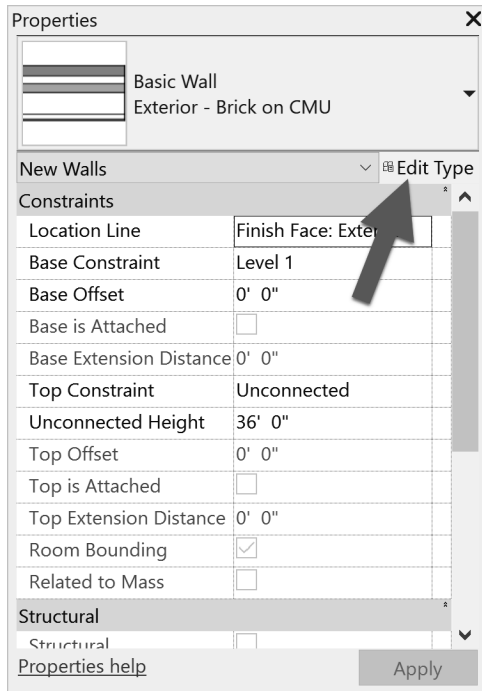 Properties
Basic Wall
Exterior - Brick on CMU
New Walls Edit Type
Constraints
Location Line Finish Face:
Base Constraint Level 1
Base Offset 0' 0"
Base is Attached
Base Extension Distance 0' 0"
Top Constraint Unconnected
Unconnected Height 36' 0"
Top Offset 0' 0"
Top is Attached
Top Extension Distance 0' 0"
Room Bounding
Related to Mass
Structural
Structural
Properties help Apply